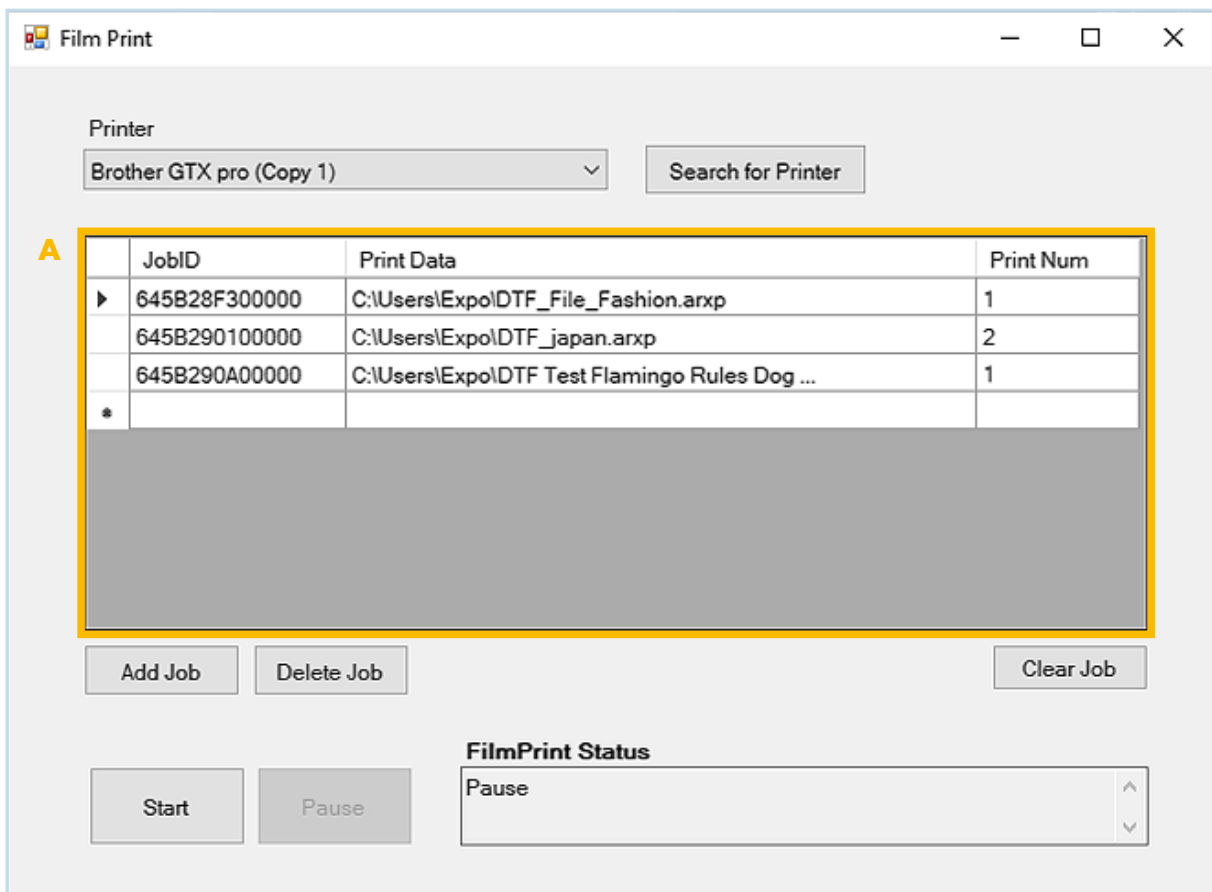 Film Print
Printer
Brother GTX pro (Copy 1)
Search for Printer
A
JobID Print Data Print Num
645B28F300000 C:\Users\Expo\DTF_File_Fashion.arxp 1
645B290100000 C:\Users\Expo\DTF_japan.arxp 2
645B290A00000 C:\Users\Expo\DTF Test Flamingo Rules Dog ... 1
Add Job Delete Job Clear Job
FilmPrint Status
Start Pause Pause